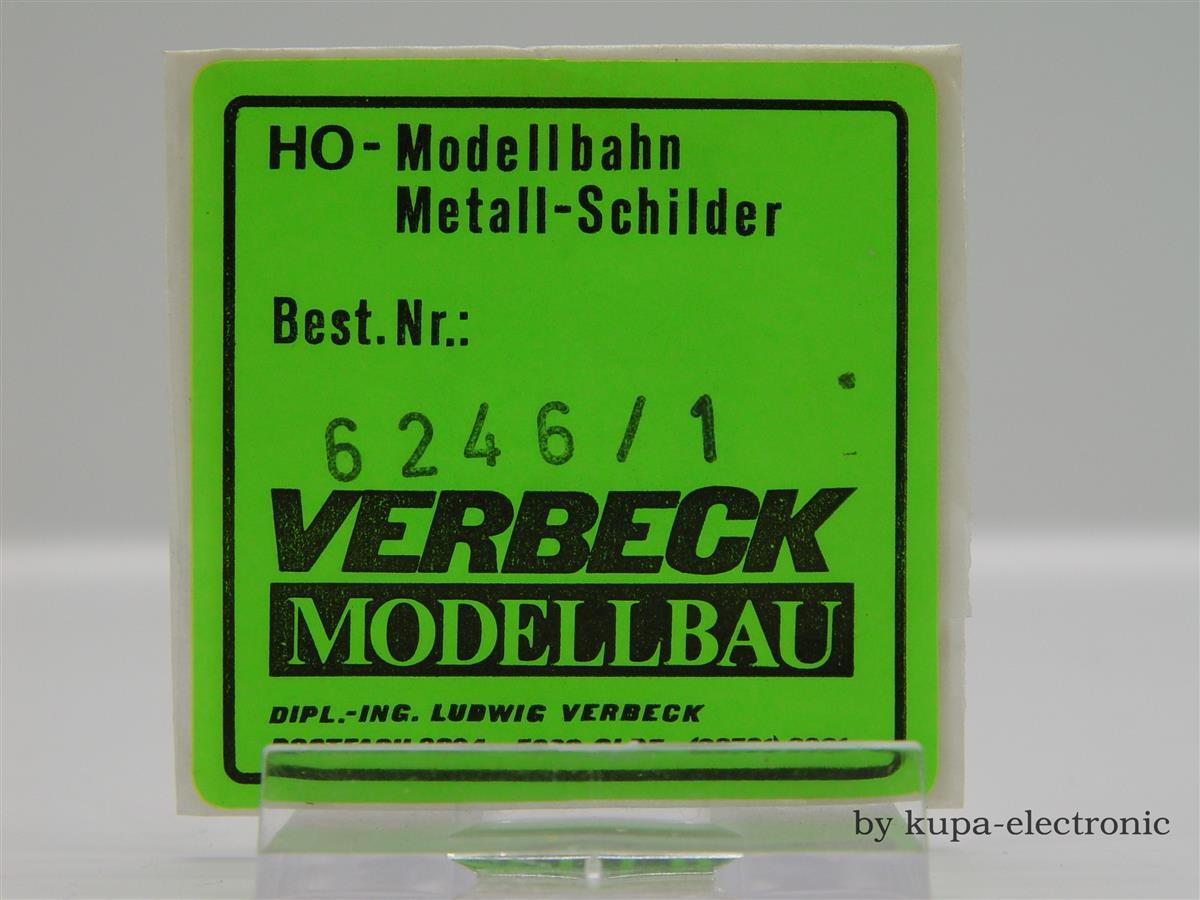 HO-Modellbahn
Metall-Schilder
Best.Nr.:
6246/1
VERBECK
MODELLBAU
DIPL.-ING. LUDWIG VERBECK
by kupa-electronic